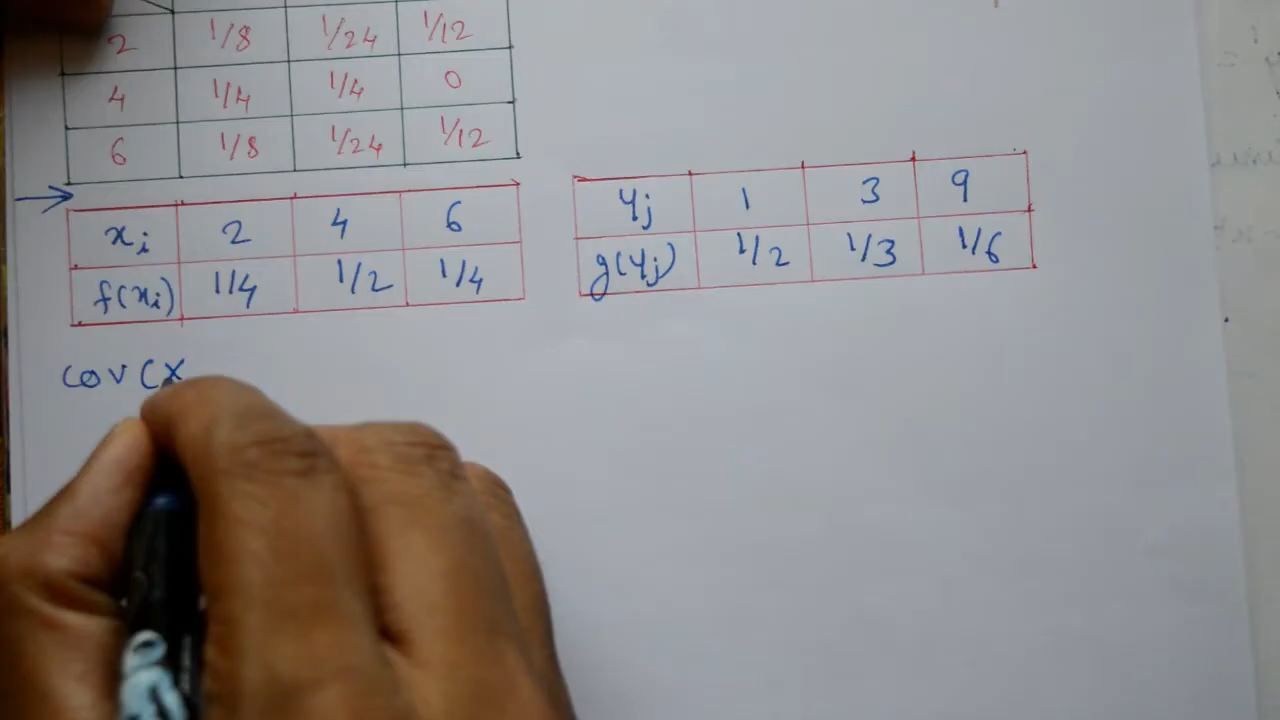 2 1/8 1/24 1/12
4 1/4 1/4 0
6 1/8 1/24 1/12
xi 2 4 6
f(xi) 1/4 1/2 1/4
Yj 1 3 9
g(Yj) 1/2 1/3 1/6
COV (X